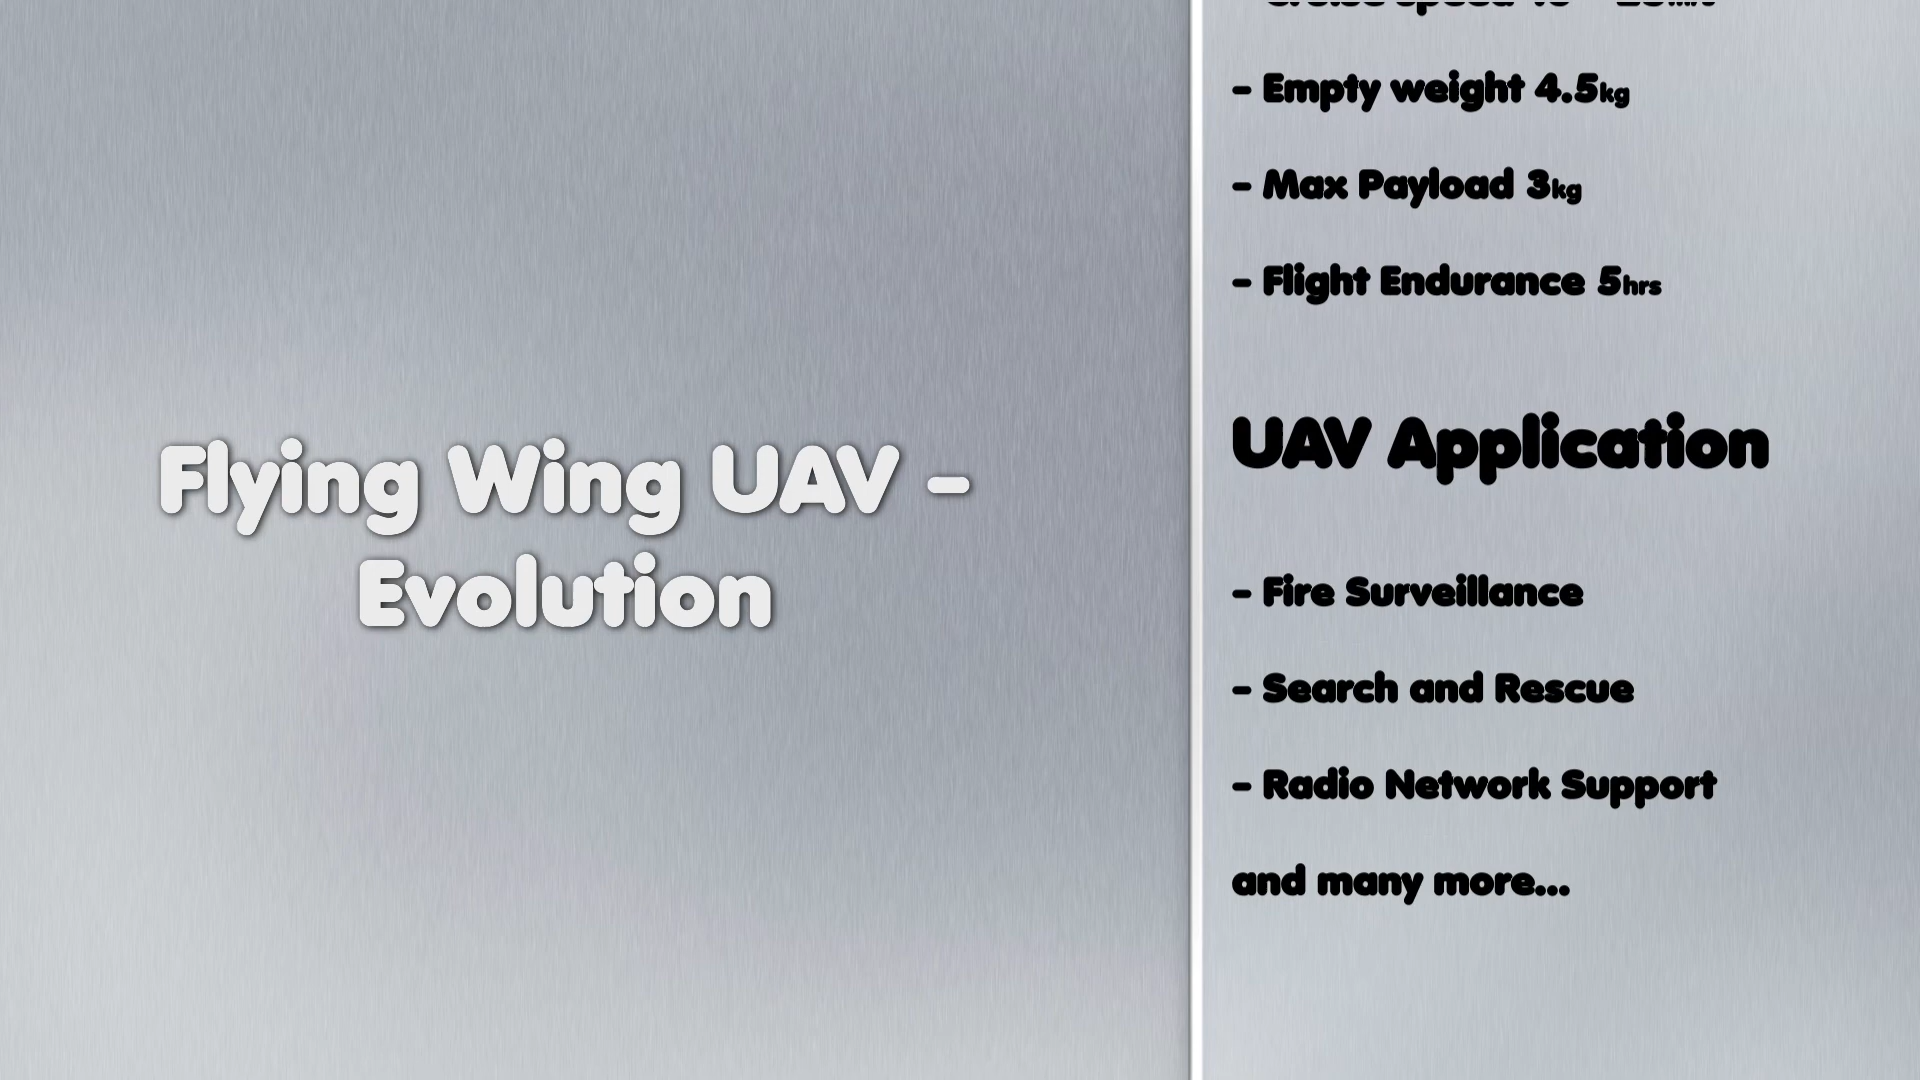 Flying Wing UAV -
Evolution
- Empty weight 4.5kg
- Max Payload 3kg
- Flight Endurance 5hrs
UAV Application
- Fire Surveillance
- Search and Rescue
- Radio Network Support
and many more...